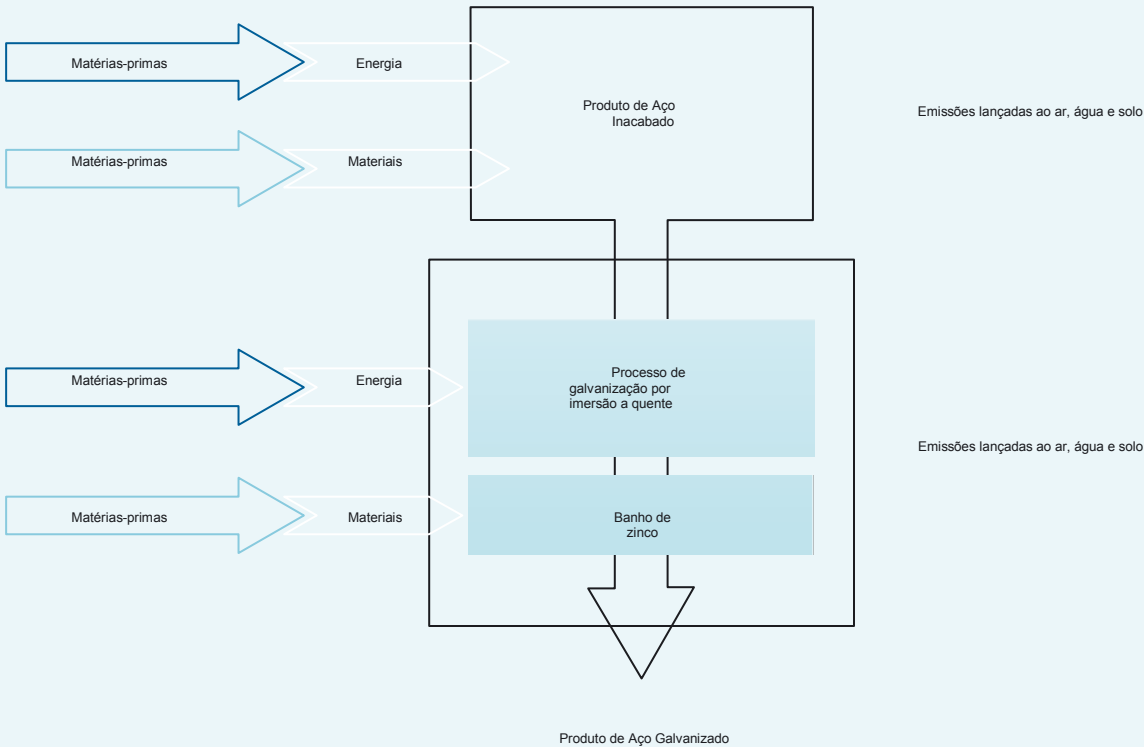 Matérias-primas
Energia
Produto de Aço
Inacabado
Emissões lançadas ao ar, água e solo
Matérias-primas
Materiais
Matérias-primas
Energia
Processo de
galvanização por
imersão a quente
Emissões lançadas ao ar, água e solo
Matérias-primas
Materiais
Banho de
zinco
Produto de Aço Galvanizado